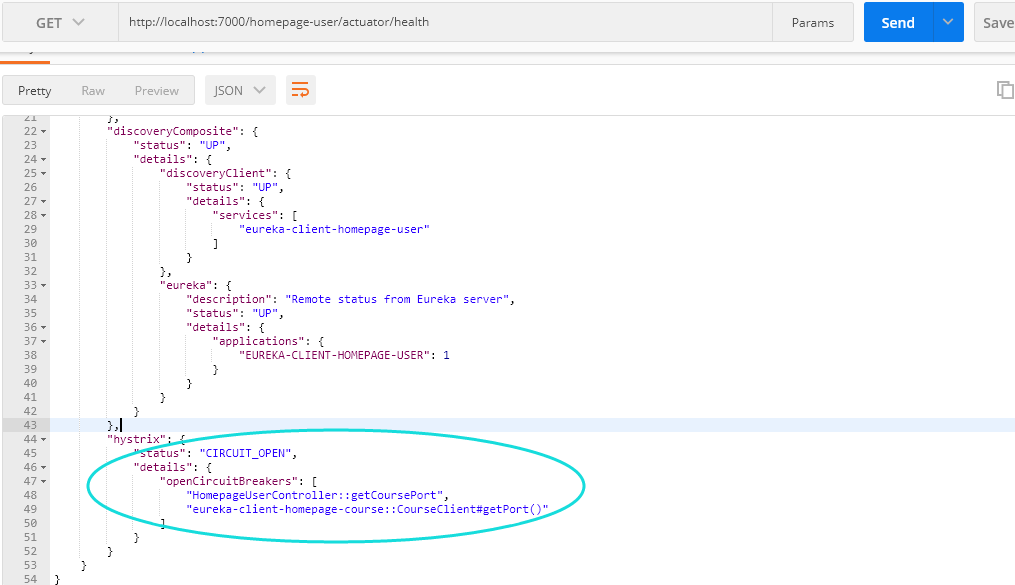 GET http://localhost:7000/homepage-user/actuator/health Params Send Save
Pretty Raw Preview JSON
21 },
22 "discoveryComposite": {
23 "status": "UP",
24 "details": {
25 "discoveryClient": {
26 "status": "UP",
27 "details": {
28 "services": [
29 "eureka-client-homepage-user"
30 ]
31 }
32 },
33 "eureka": {
34 "description": "Remote status from Eureka server",
35 "status": "UP",
36 "details": {
37 "applications": {
38 "EUREKA-CLIENT-HOMEPAGE-USER": 1
39 }
40 }
41 }
42 }
43 },
44 "hystrix": {
45 "status": "CIRCUIT_OPEN",
46 "details": {
47 "openCircuitBreakers": [
48 "HomepageUserController::getCoursePort",
49 "eureka-client-homepage-course::CourseClient#getPort()"
50 ]
51 }
52 }
53 }
54 }